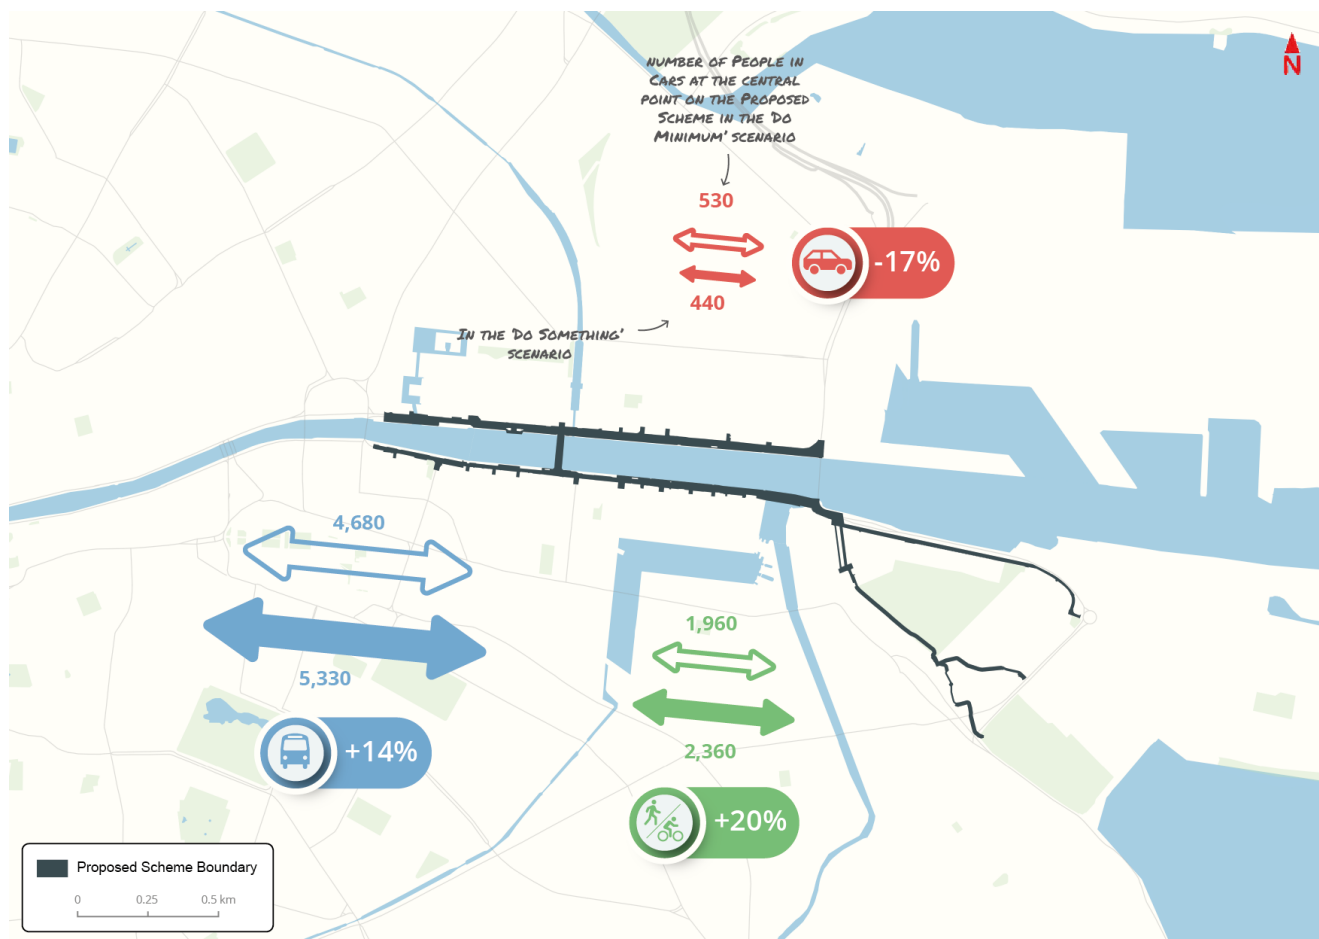 NUMBER OF PEOPLE IN
CARS AT THE CENTRAL
POINT ON THE PROPOSED
SCHEME IN THE 'DO
MINIMUM' SCENARIO
N
530
-17%
440
IN THE 'DO SOMETHING'
SCENARIO
4,680
5,330
+14%
1,960
2,360
+20%
Proposed Scheme Boundary
0 0.25 0.5 km